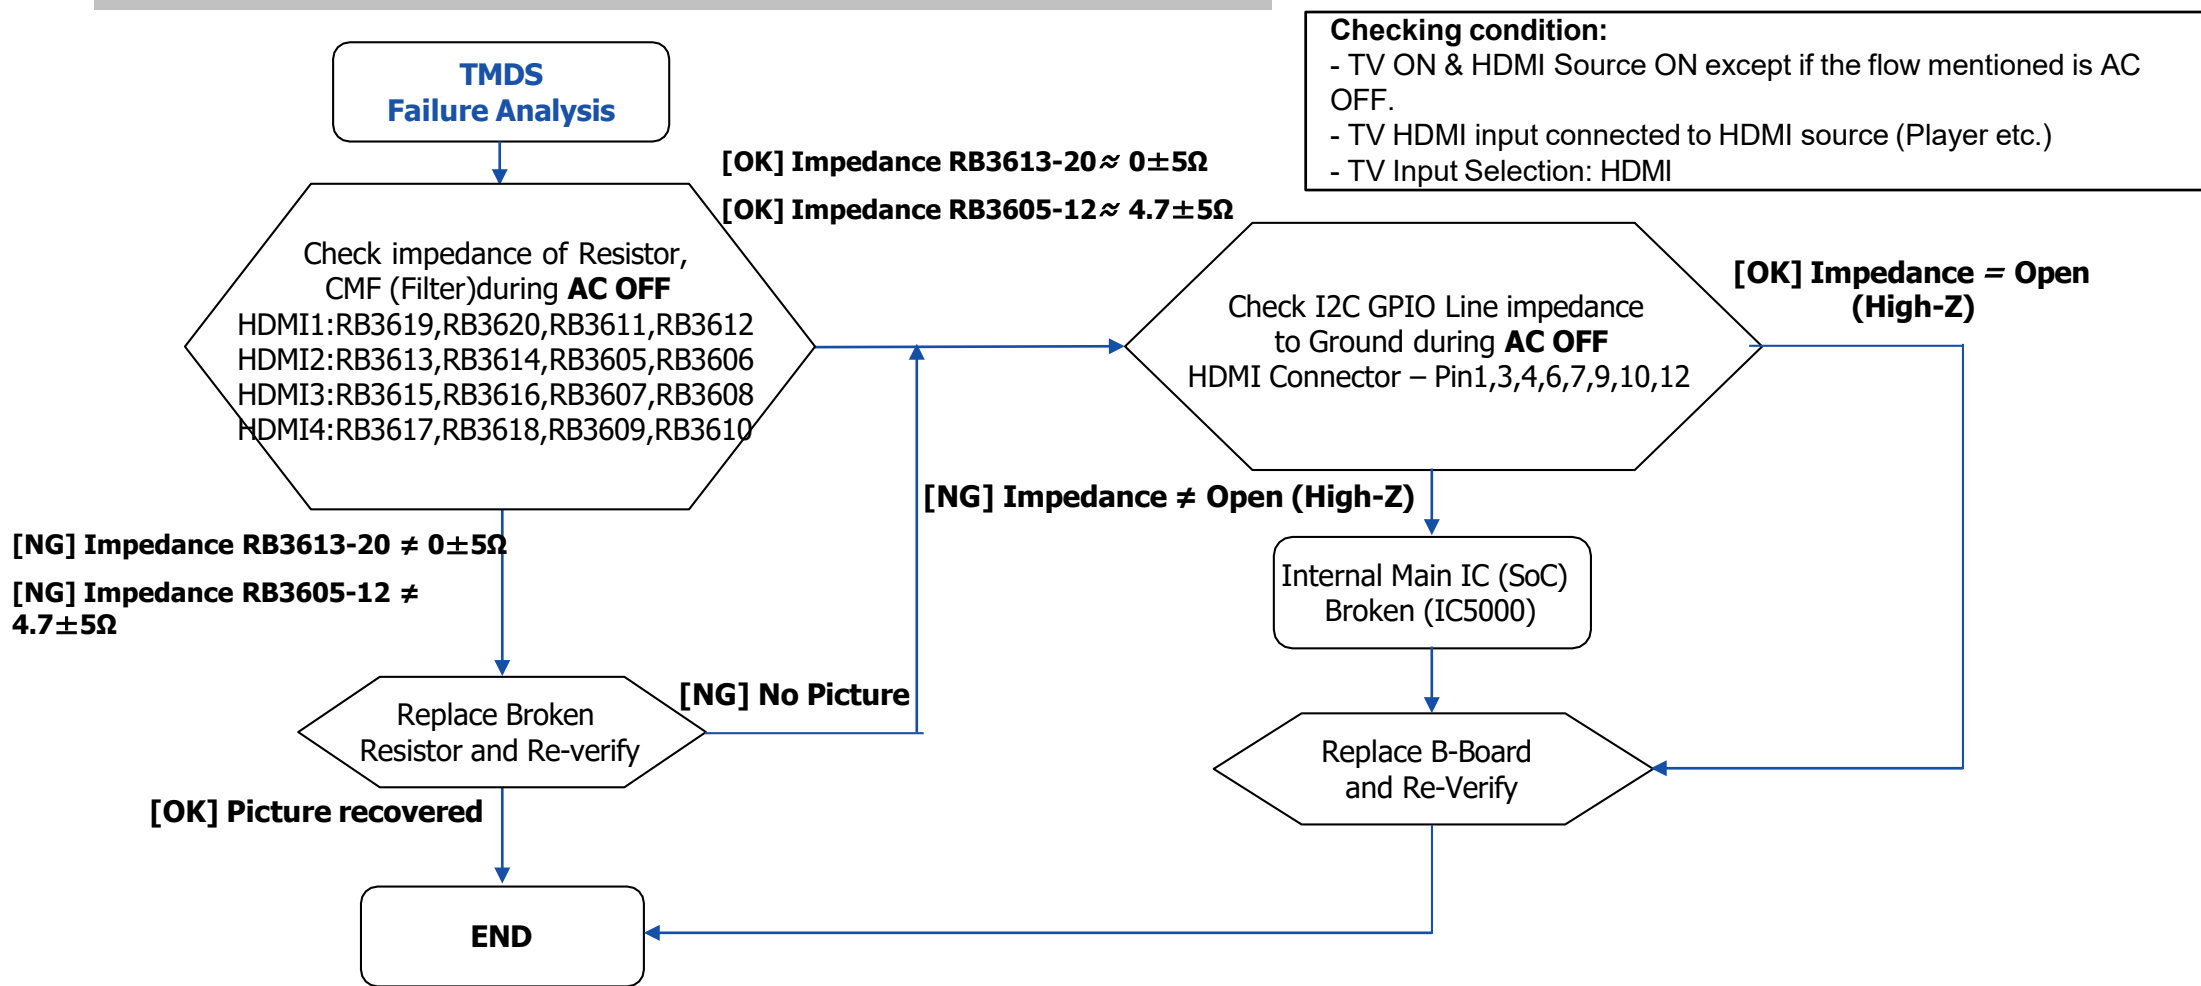 Checking condition:
- TV ON & HDMI Source ON except if the flow mentioned is AC
OFF.
- TV HDMI input connected to HDMI source (Player etc.)
- TV Input Selection: HDMI
TMDS
Failure Analysis
[OK] Impedance RB3613-20≈ 0±5Ω
[OK] Impedance RB3605-12≈ 4.7±5Ω
Check impedance of Resistor,
CMF (Filter)during AC OFF
HDMI1:RB3619,RB3620,RB3611,RB3612
HDMI2:RB3613,RB3614,RB3605,RB3606
HDMI3:RB3615,RB3616,RB3607,RB3608
HDMI4:RB3617,RB3618,RB3609,RB3610
Check I2C GPIO Line impedance
to Ground during AC OFF
HDMI Connector – Pin1,3,4,6,7,9,10,12
[OK] Impedance = Open
(High-Z)
[NG] Impedance ≠ Open (High-Z)
[NG] Impedance RB3613-20 ≠ 0±5Ω
[NG] Impedance RB3605-12 ≠
4.7±5Ω
Internal Main IC (SoC)
Broken (IC5000)
[NG] No Picture
Replace Broken
Resistor and Re-verify
Replace B-Board
and Re-Verify
[OK] Picture recovered
END